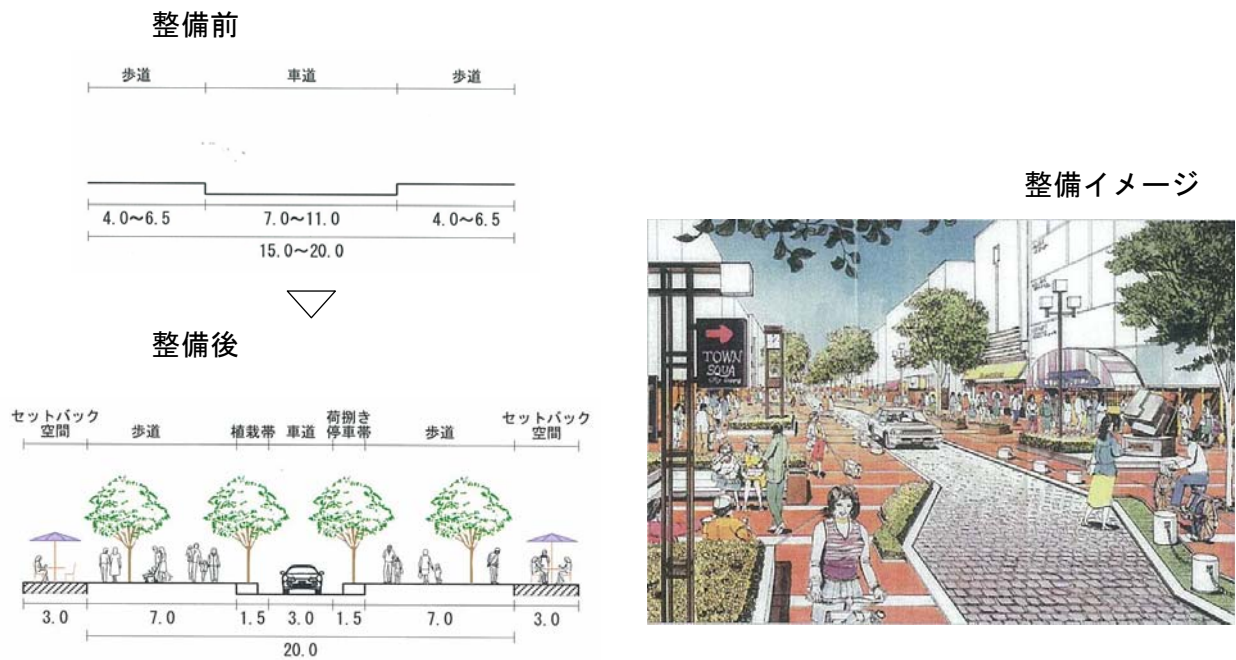 整備前
歩道 車道 歩道
4.0〜6.5 7.0〜11.0 4.0〜6.5
15.0〜20.0
整備後
セットバック 空間 歩道 植栽帯 車道 荷捌き 停車帯 歩道 セットバック 空間
3.0 7.0 1.5 3.0 1.5 7.0 3.0
20.0
整備イメージ
TOWN
SQUA